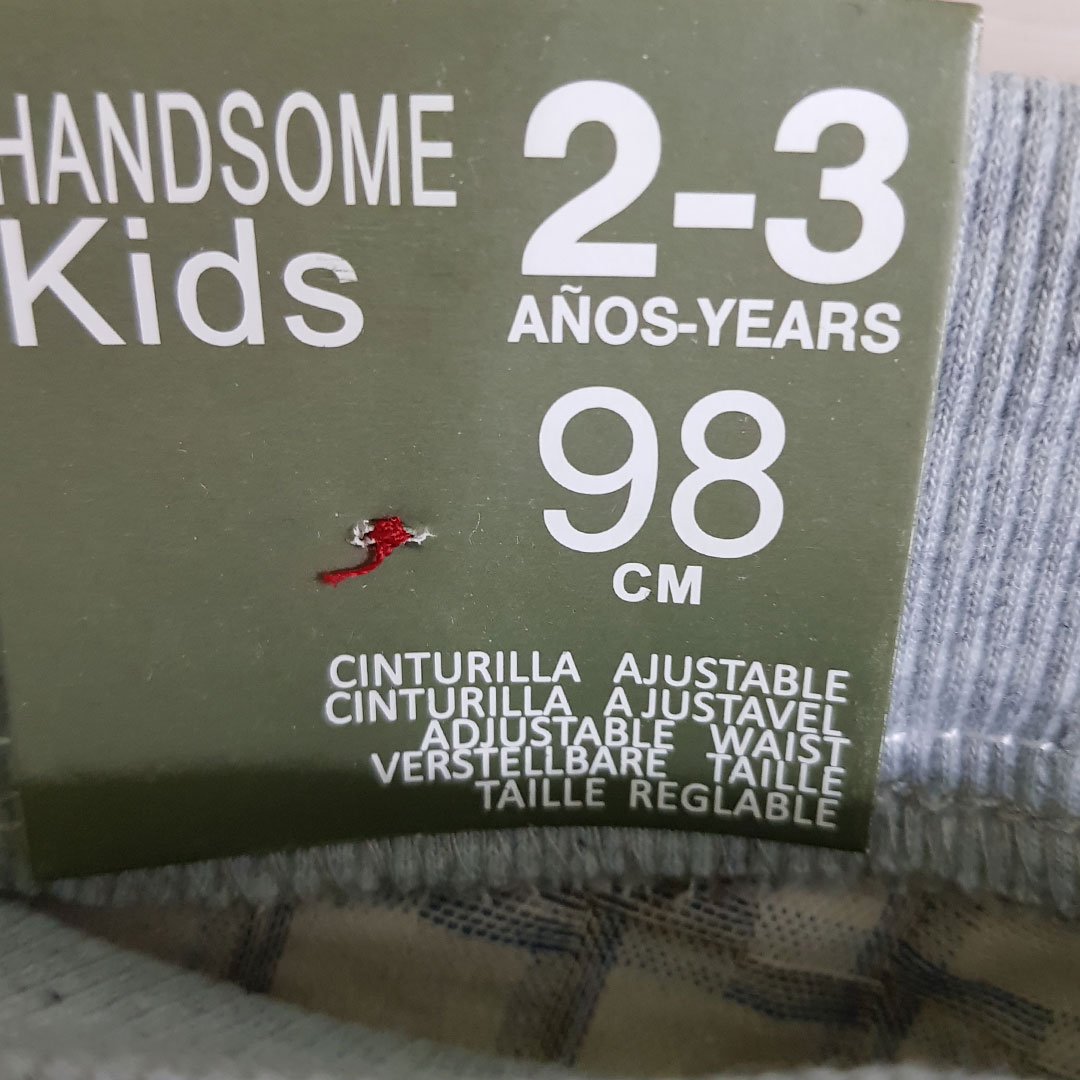 HANDSOME
Kids
2-3
AÑOS-YEARS
98
CM
CINTURILLA AJUSTABLE
CINTURILLA AJUSTAVEL
ADJUSTABLE WAIST
VERSTELLBARE TAILLE
TAILLE REGLABLE